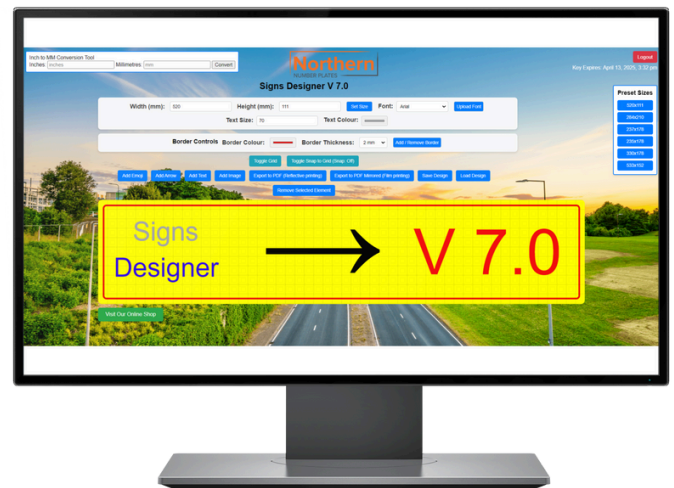 Inch to MM Conversion Tool
Inches: inches Millimetres: mm Convert
Northern
NUMBER PLATES
Logout
Key Expires: April 13, 2025, 3:32 pm
Signs Designer V 7.0
Width (mm): 520 Height (mm): 111 Set Size Font: Arial Upload Font
Text Size: 70 Text Colour:
Border Controls Border Colour: Border Thickness: 2 mm Add / Remove Border
Toggle Grid Toggle Snap to Grid (Snap: Off)
Add Emoji Add Arrow Add Text Add Image Export to PDF (Reflective printing) Export to PDF Mirrored (Film printing) Save Design Load Design
Remove Selected Element
Preset Sizes
520x111
Signs
Designer
→
V 7.0
Visit Our Online Shop